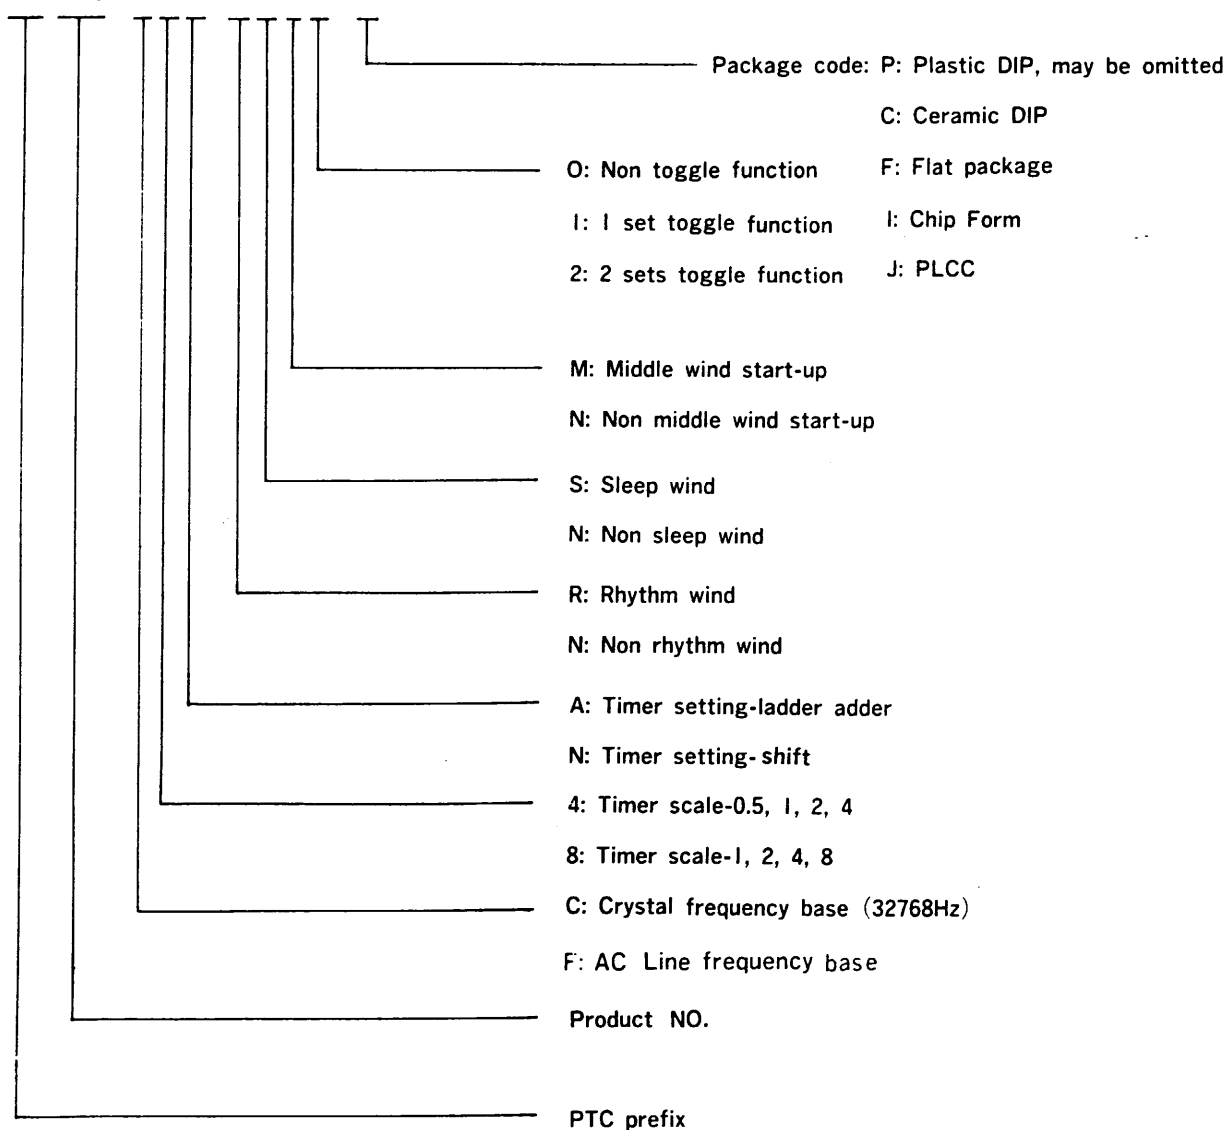 Package code: P: Plastic DIP, may be omitted
C: Ceramic DIP
O: Non toggle function F: Flat package
1: 1 set toggle function I: Chip Form
2: 2 sets toggle function J: PLCC
M: Middle wind start-up
N: Non middle wind start-up
S: Sleep wind
N: Non sleep wind
R: Rhythm wind
N: Non rhythm wind
A: Timer setting-ladder adder
N: Timer setting-shift
4: Timer scale-0.5, 1, 2, 4
8: Timer scale-1, 2, 4, 8
C: Crystal frequency base (32768Hz)
F: AC Line frequency base
Product NO.
PTC prefix